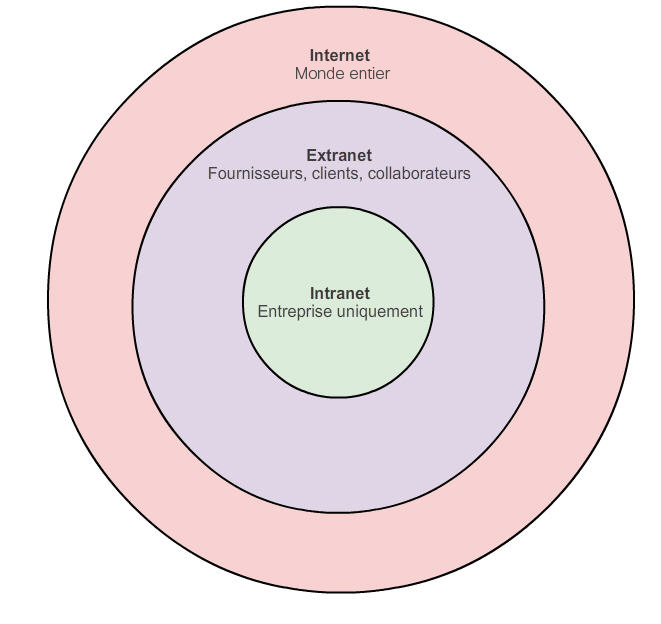 Internet
Monde entier
Extranet
Fournisseurs, clients, collaborateurs
Intranet
Entreprise uniquement